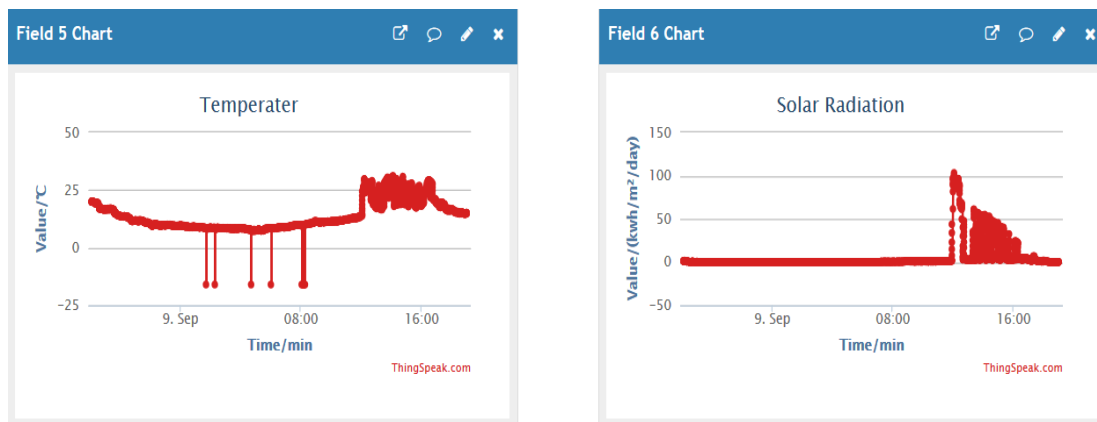 Field 5 Chart
Temperater
50
25
0
−25
Value/℃
9. Sep
08:00
16:00
Time/min
ThingSpeak.com
Field 6 Chart
Solar Radiation
150
100
50
0
−50
Value/(kwh/m²/day)
9. Sep
08:00
16:00
Time/min
ThingSpeak.com